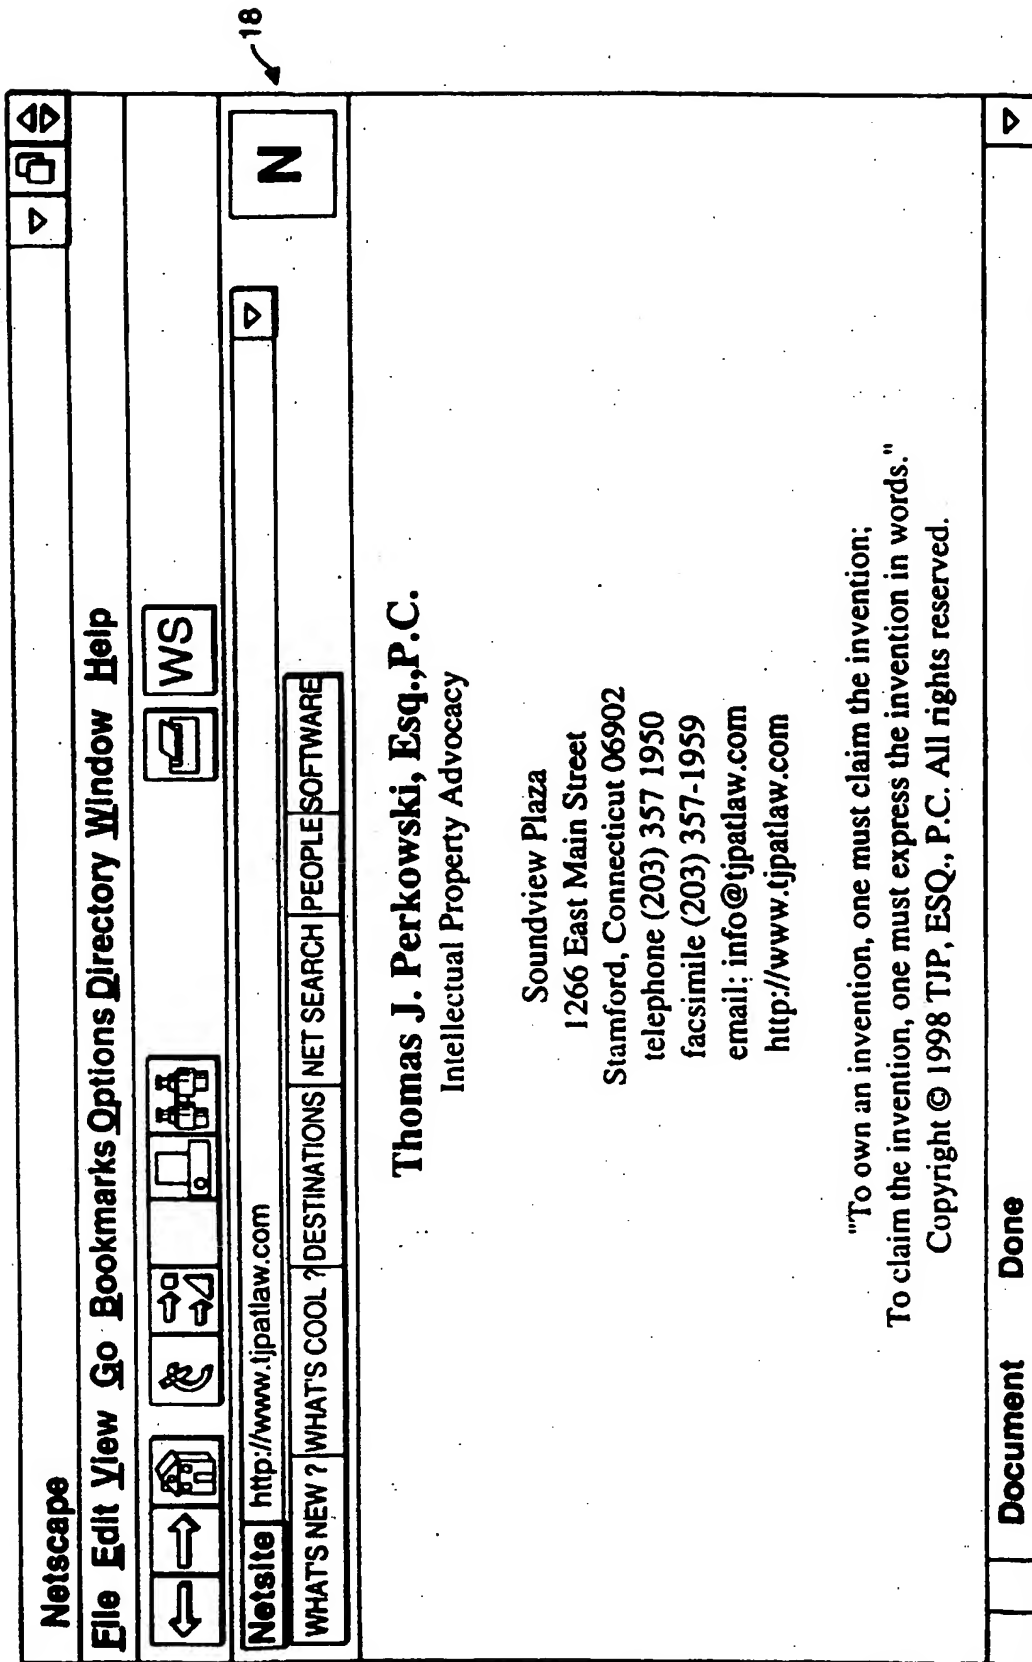 Netscape
File Edit View Go Bookmarks Options Directory Window Help
WS
Netsite http://www.tjpatlaw.com
N
18
WHAT'S NEW ? WHAT'S COOL ? DESTINATIONS NET SEARCH PEOPLE SOFTWARE
Thomas J. Perkowski, Esq.,P.C.
Intellectual Property Advocacy
Soundview Plaza
1266 East Main Street
Stamford, Connecticut 06902
telephone (203) 357 1950
facsimile (203) 357-1959
email: info@tjpatlaw.com
http://www.tjpatlaw.com
"To own an invention, one must claim the invention;
To claim the invention, one must express the invention in words."
Copyright © 1998 TJP, ESQ., P.C. All rights reserved.
Document Done